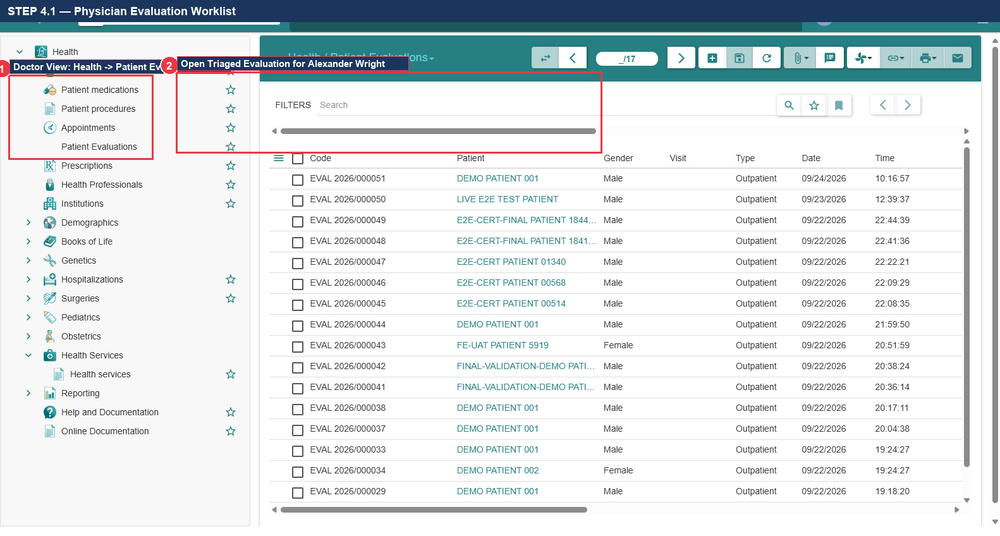 STEP 4.1 — Physician Evaluation Worklist
Health
1 Doctor View: Health -> Patient Ev
2 Open Triaged Evaluation for Alexander Wright
Patient medications
Patient procedures
Appointments
Patient Evaluations
Prescriptions
Health Professionals
Institutions
Demographics
Books of Life
Genetics
Hospitalizations
Surgeries
Pediatrics
Obstetrics
Health Services
Health services
Reporting
Help and Documentation
Online Documentation
Health / Patient Evaluations
_/17
FILTERS Search
Code Patient Gender Visit Type Date Time
EVAL 2026/000051 DEMO PATIENT 001 Male Outpatient 09/24/2026 10:16:57
EVAL 2026/000050 LIVE E2E TEST PATIENT Male Outpatient 09/23/2026 12:39:37
EVAL 2026/000049 E2E-CERT-FINAL PATIENT 1844... Male Outpatient 09/22/2026 22:44:39
EVAL 2026/000048 E2E-CERT-FINAL PATIENT 1841... Male Outpatient 09/22/2026 22:41:36
EVAL 2026/000047 E2E-CERT PATIENT 01340 Male Outpatient 09/22/2026 22:22:21
EVAL 2026/000046 E2E-CERT PATIENT 00568 Male Outpatient 09/22/2026 22:09:29
EVAL 2026/000045 E2E-CERT PATIENT 00514 Male Outpatient 09/22/2026 22:08:35
EVAL 2026/000044 DEMO PATIENT 001 Male Outpatient 09/22/2026 21:59:50
EVAL 2026/000043 FE-UAT PATIENT 5919 Female Outpatient 09/22/2026 20:51:59
EVAL 2026/000042 FINAL-VALIDATION-DEMO PATI... Male Outpatient 09/22/2026 20:38:24
EVAL 2026/000041 FINAL-VALIDATION-DEMO PATI... Male Outpatient 09/22/2026 20:36:14
EVAL 2026/000038 DEMO PATIENT 001 Male Outpatient 09/22/2026 20:17:11
EVAL 2026/000037 DEMO PATIENT 001 Male Outpatient 09/22/2026 20:04:38
EVAL 2026/000033 DEMO PATIENT 001 Male Outpatient 09/22/2026 19:24:27
EVAL 2026/000034 DEMO PATIENT 002 Female Outpatient 09/22/2026 19:24:27
EVAL 2026/000029 DEMO PATIENT 001 Male Outpatient 09/22/2026 19:18:20